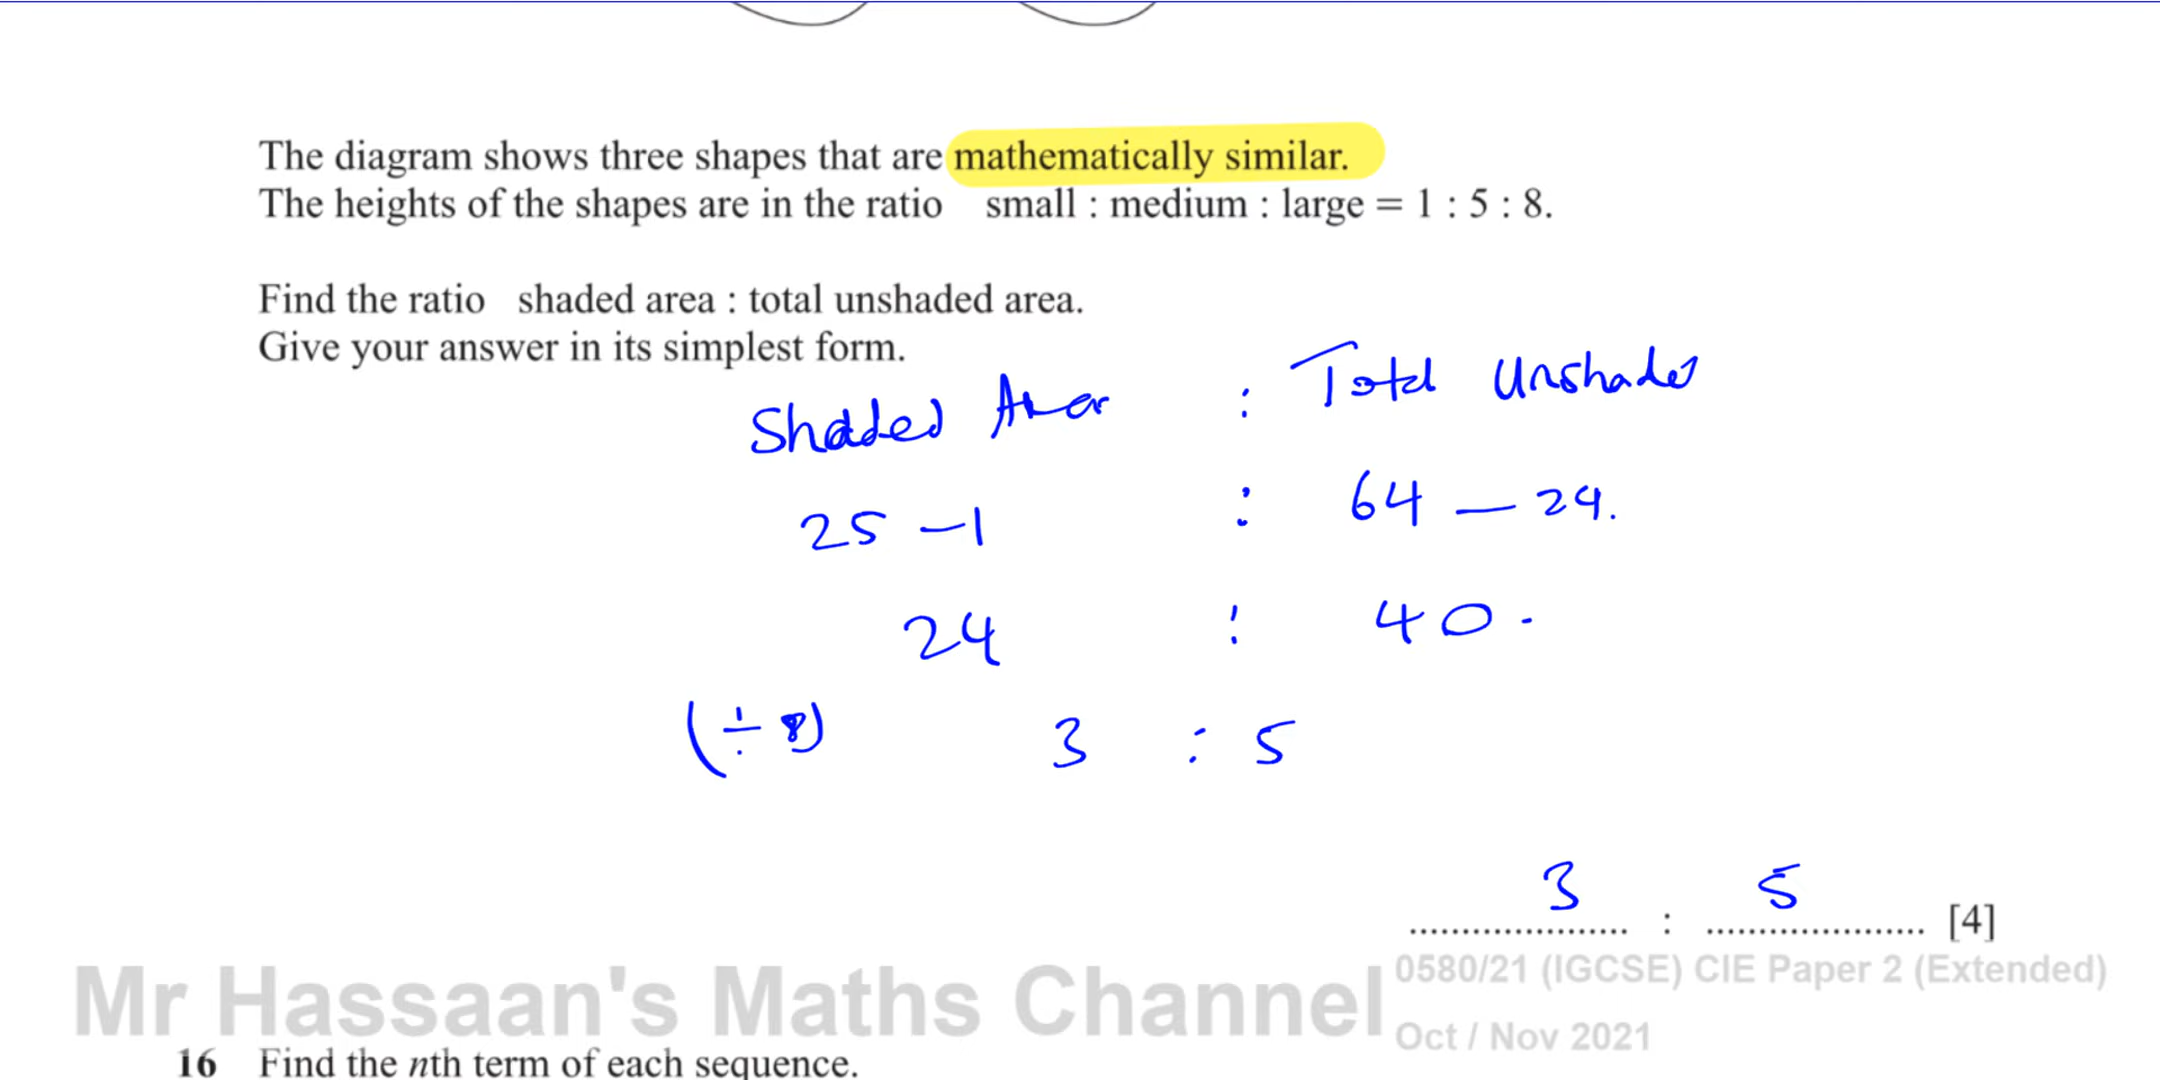 The diagram shows three shapes that are mathematically similar.
The heights of the shapes are in the ratio small : medium : large = 1 : 5 : 8.
Find the ratio shaded area : total unshaded area.
Give your answer in its simplest form.
Shaded Area : Total Unshaded
25 – 1 : 64 – 24.
24 : 40.
(÷ 8) 3 : 5
3 5
........................ : ........................ [4]
Mr Hassaan's Maths Channel
0580/21 (IGCSE) CIE Paper 2 (Extended)
Oct / Nov 2021
16 Find the nth term of each sequence.